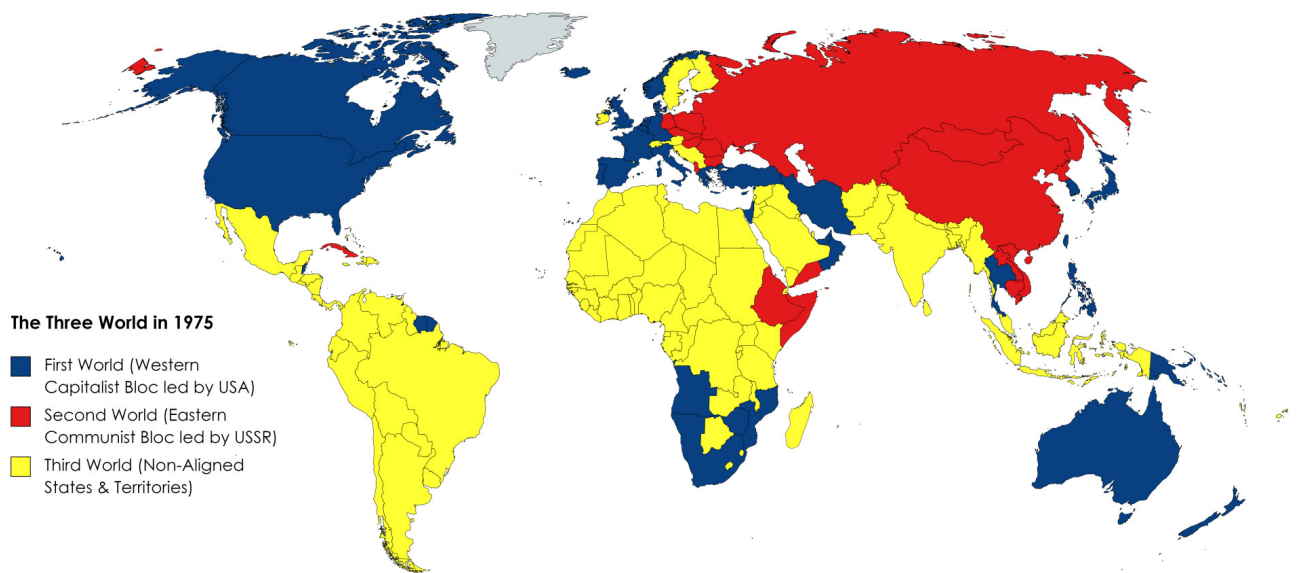 The Three World in 1975
First World (Western
Capitalist Bloc led by USA)
Second World (Eastern
Communist Bloc led by USSR)
Third World (Non-Aligned
States & Territories)